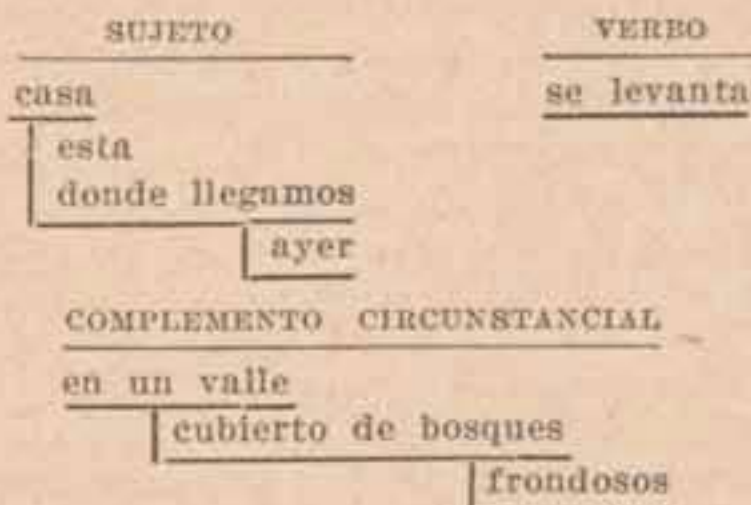 SUJETO VERBO
casa se levanta
esta
donde llegamos
ayer
COMPLEMENTO CIRCUNSTANCIAL
en un valle
cubierto de bosques
frondosos